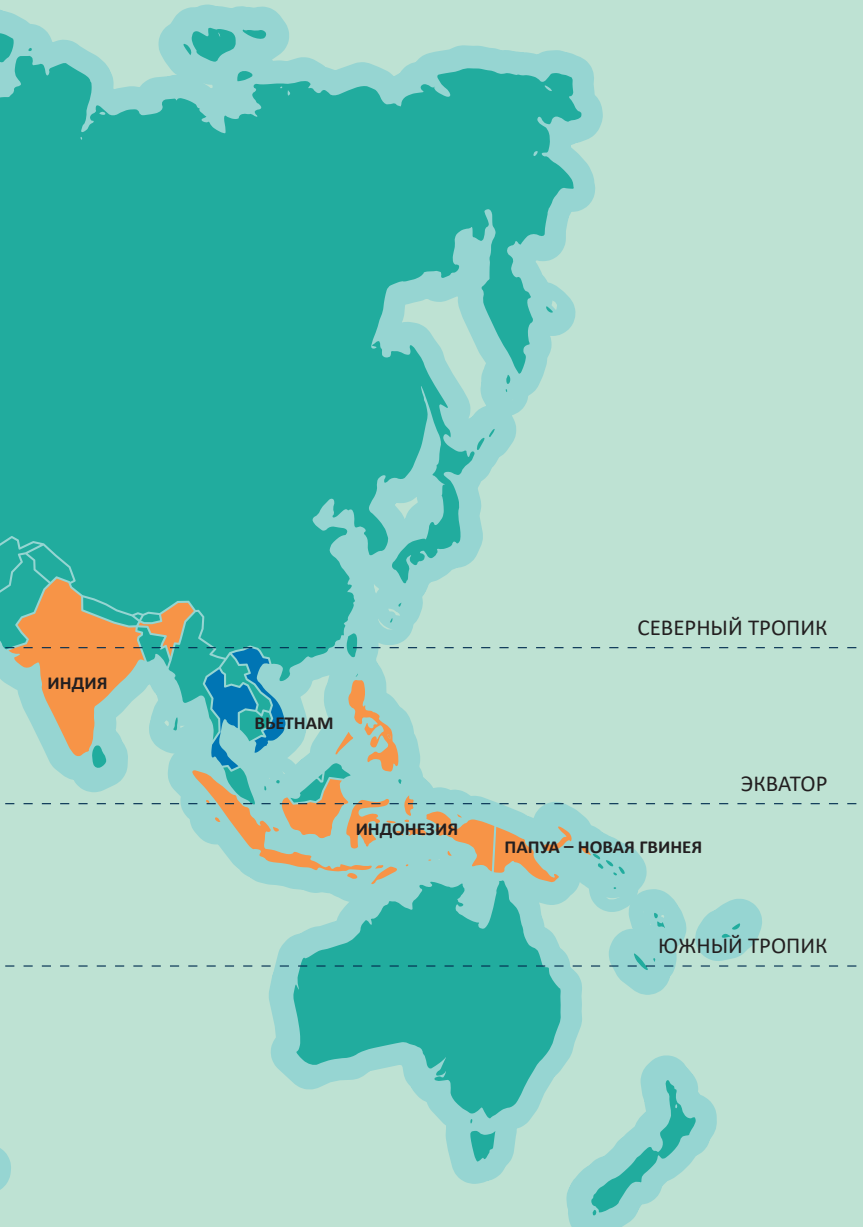 СЕВЕРНЫЙ ТРОПИК
ИНДИЯ
ВЬЕТНАМ
ЭКВАТОР
ИНДОНЕЗИЯ
ПАПУА – НОВАЯ ГВИНЕЯ
ЮЖНЫЙ ТРОПИК